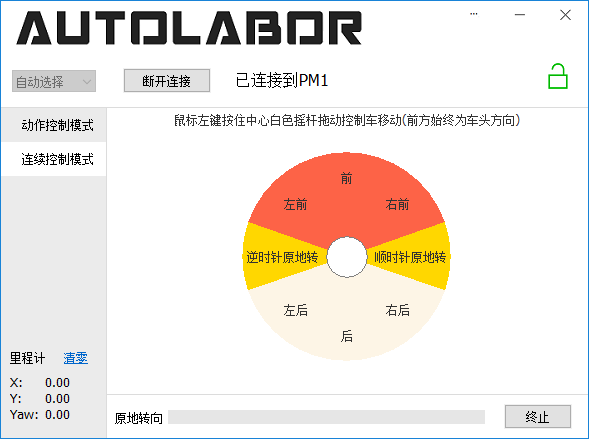 AUTOLABOR
自动选择
断开连接
已连接到PM1
动作控制模式
连续控制模式
鼠标左键按住中心白色摇杆拖动控制车移动(前方始终为车头方向)
前
左前
右前
逆时针原地转
顺时针原地转
左后
右后
后
里程计 清零
X: 0.00
Y: 0.00
Yaw: 0.00
原地转向
终止